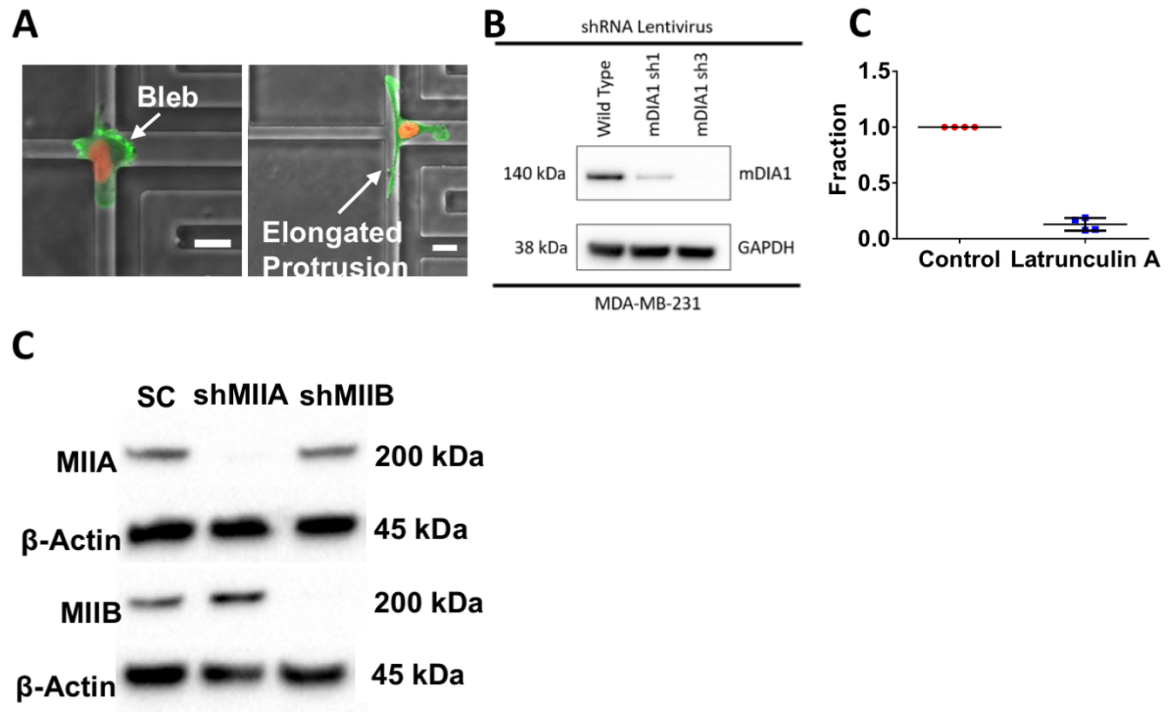 A
Bleb
Elongated
Protrusion
B
shRNA Lentivirus
Wild Type
mDIA1 sh1
mDIA1 sh3
140 kDa
mDIA1
38 kDa
GAPDH
MDA-MB-231
C
Fraction
1.5
1.0
0.5
0.0
Control Latrunculin A
C
SC shMIIA shMIIB
MIIA 200 kDa
β-Actin 45 kDa
MIIB 200 kDa
β-Actin 45 kDa